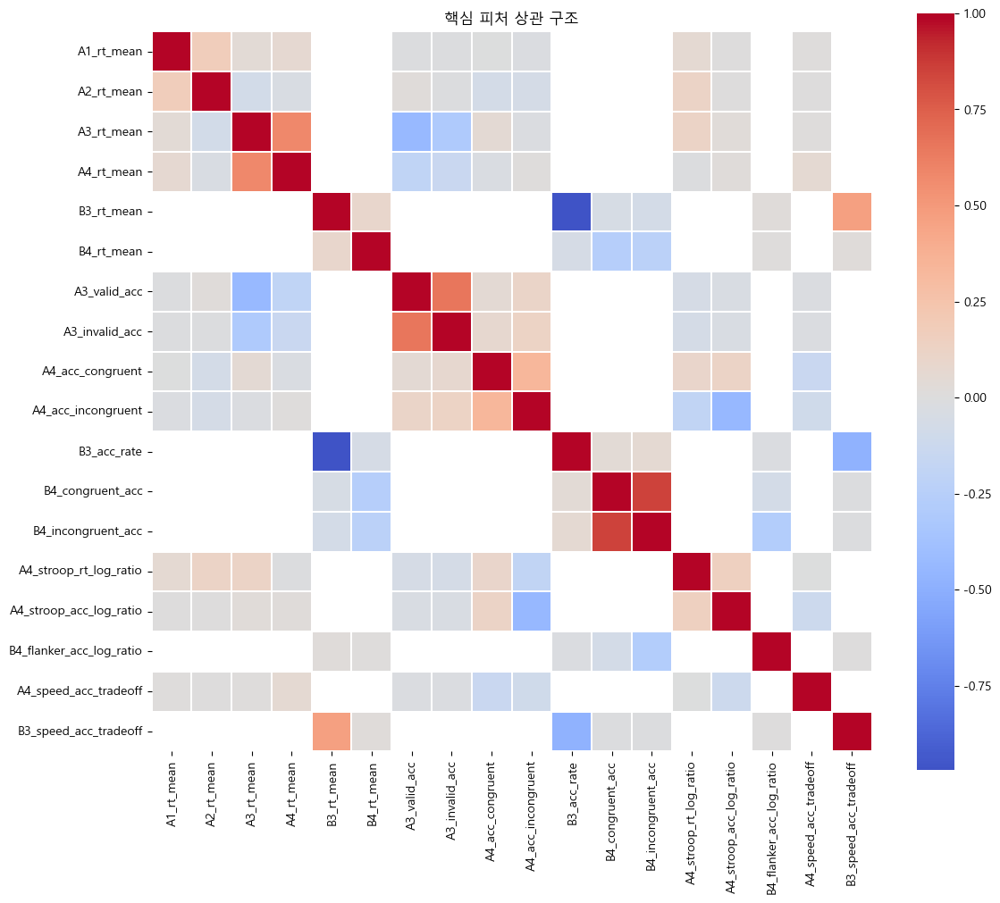 핵심 피처 상관 구조
A1_rt_mean
A2_rt_mean
A3_rt_mean
A4_rt_mean
B3_rt_mean
B4_rt_mean
A3_valid_acc
A3_invalid_acc
A4_acc_congruent
A4_acc_incongruent
B3_acc_rate
B4_congruent_acc
B4_incongruent_acc
A4_stroop_rt_log_ratio
A4_stroop_acc_log_ratio
B4_flanker_acc_log_ratio
A4_speed_acc_tradeoff
B3_speed_acc_tradeoff
A1_rt_mean
A2_rt_mean
A3_rt_mean
A4_rt_mean
B3_rt_mean
B4_rt_mean
A3_valid_acc
A3_invalid_acc
A4_acc_congruent
A4_acc_incongruent
B3_acc_rate
B4_congruent_acc
B4_incongruent_acc
A4_stroop_rt_log_ratio
A4_stroop_acc_log_ratio
B4_flanker_acc_log_ratio
A4_speed_acc_tradeoff
B3_speed_acc_tradeoff
1.00
0.75
0.50
0.25
0.00
-0.25
-0.50
-0.75